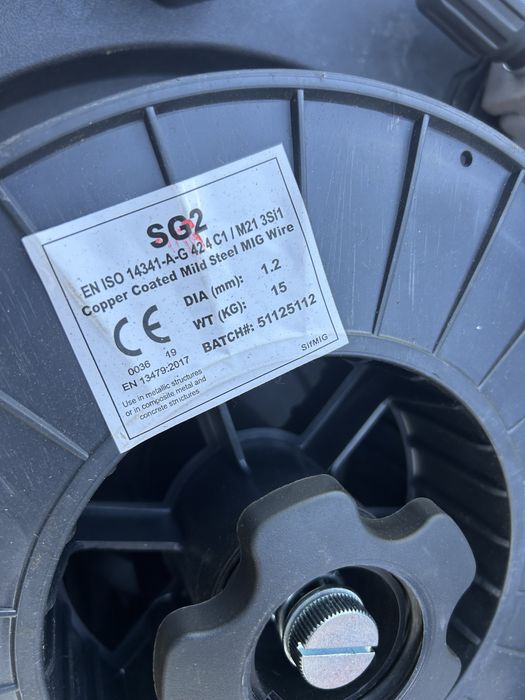 SG2
EN ISO 14341-A-G 42 4 C1 / M21 3Si1
Copper Coated Mild Steel MIG Wire
DIA (mm): 1.2
WT (KG): 15
BATCH#: 51125112
CE
0036 49
EN 13479:2017
Use in metallic structures
or in composite metal and
concrete structures
SifMIG